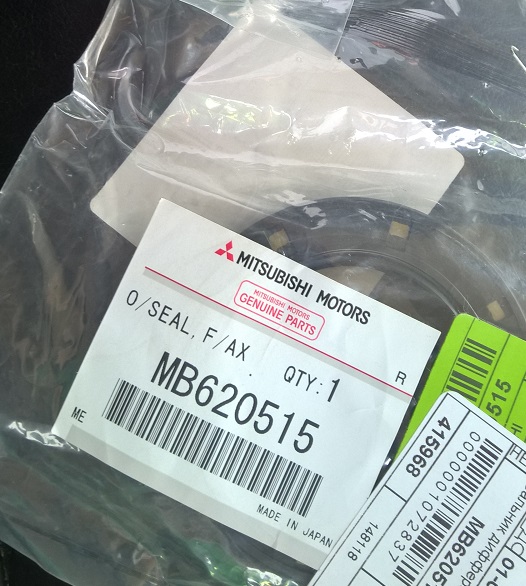 MITSUBISHI MOTORS
MITSUBISHI MOTORS
GENUINE PARTS
O/SEAL, F/AX QTY: 1 R
MB620515
ME
MADE IN JAPAN
515
415968
0000001072837
148118
MB6205